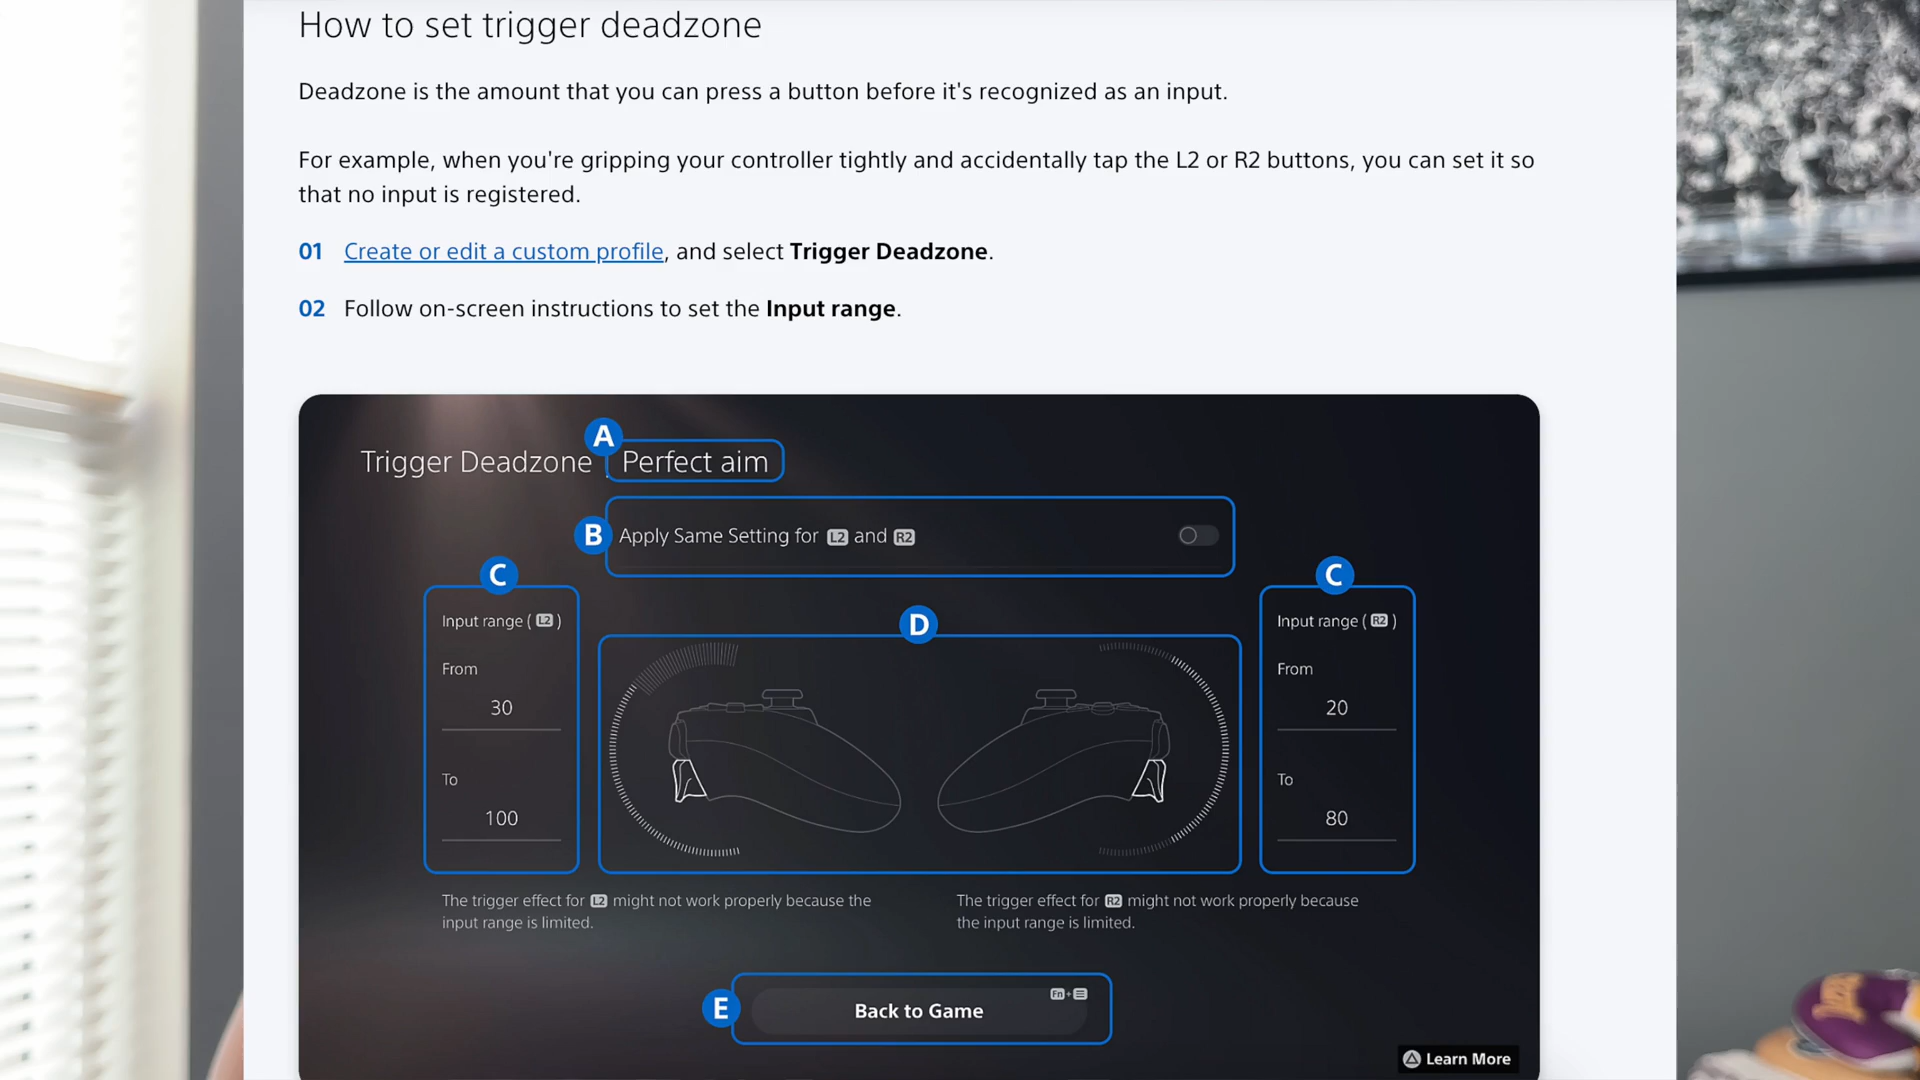 How to set trigger deadzone
Deadzone is the amount that you can press a button before it's recognized as an input.
For example, when you're gripping your controller tightly and accidentally tap the L2 or R2 buttons, you can set it so
that no input is registered.
01 Create or edit a custom profile, and select Trigger Deadzone.
02 Follow on-screen instructions to set the Input range.
A
Trigger Deadzone Perfect aim
B Apply Same Setting for L2 and R2
C
C
D
Input range ( L2 )
Input range ( R2 )
From
From
30
20
To
To
100
80
The trigger effect for L2 might not work properly because the
input range is limited.
The trigger effect for R2 might not work properly because
the input range is limited.
E Back to Game Fn+
Learn More